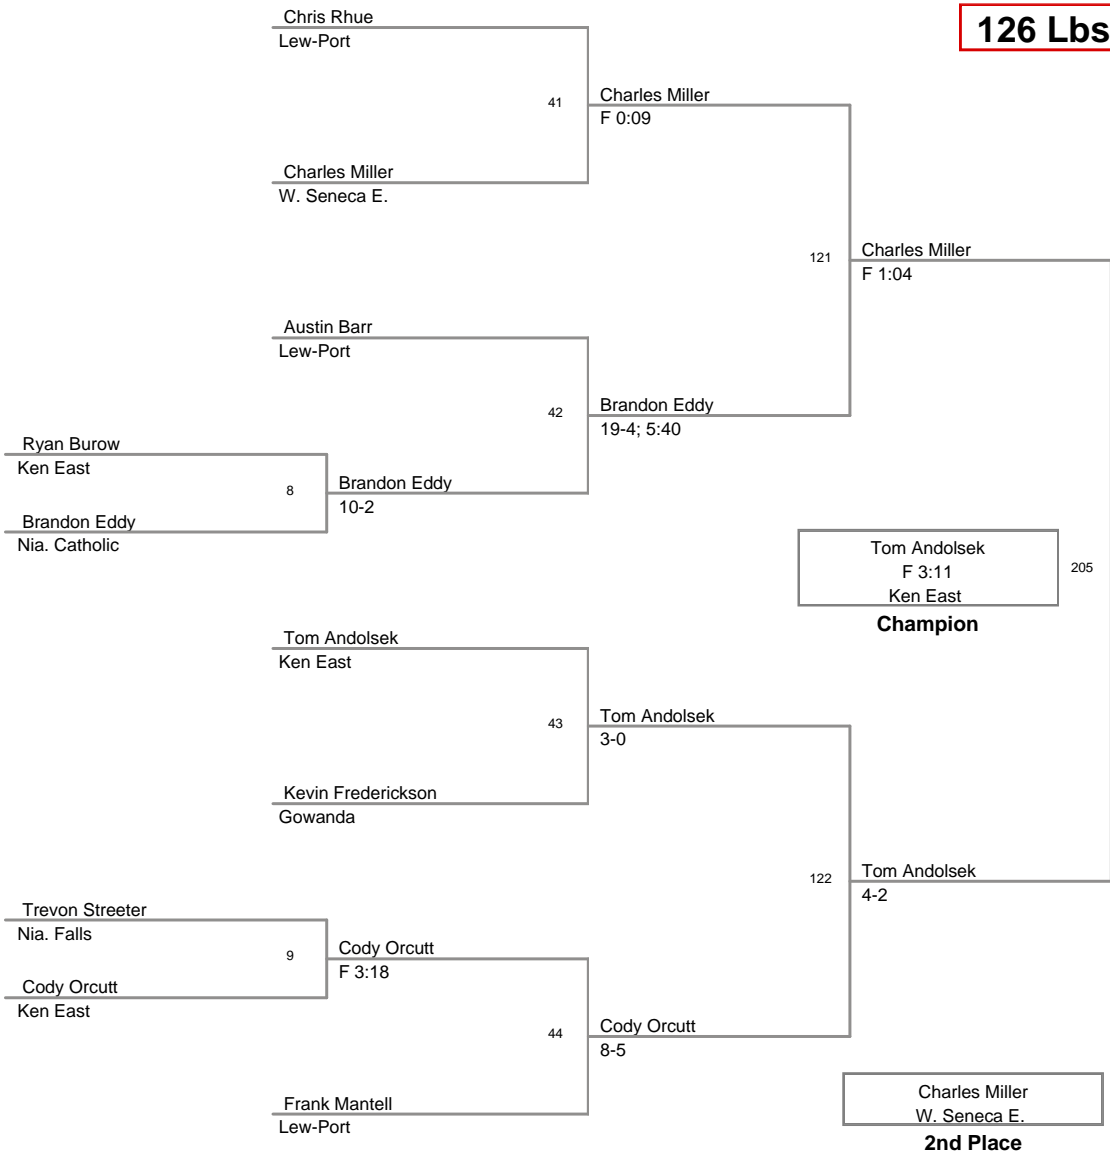 126 Lbs
Chris Rhue
Lew-Port
41
Charles Miller
F 0:09
Charles Miller
W. Seneca E.
121
Charles Miller
F 1:04
Austin Barr
Lew-Port
42
Brandon Eddy
19-4; 5:40
Ryan Burow
Ken East
8
Brandon Eddy
10-2
Brandon Eddy
Nia. Catholic
Tom Andolsek
F 3:11
Ken East
205
Champion
Tom Andolsek
Ken East
43
Tom Andolsek
3-0
Kevin Frederickson
Gowanda
122
Tom Andolsek
4-2
Trevon Streeter
Nia. Falls
9
Cody Orcutt
F 3:18
Cody Orcutt
Ken East
44
Cody Orcutt
8-5
Frank Mantell
Lew-Port
Charles Miller
W. Seneca E.
2nd Place